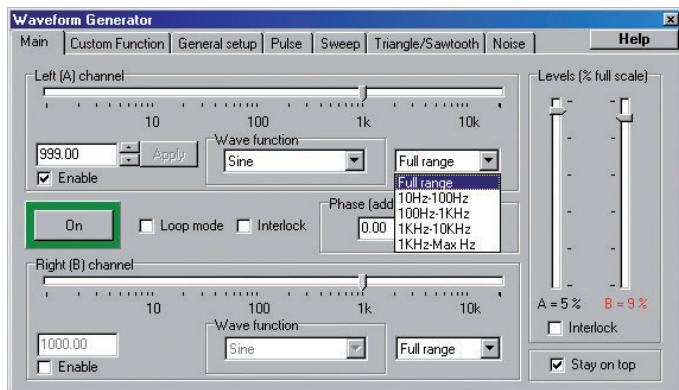 Waveform Generator
Main Custom Function General setup Pulse Sweep Triangle/Sawtooth Noise Help
Left (A) channel
10 100 1k 10k
999.00 Apply
Wave function
Sine
Full range
Enable
Full range
10Hz-100Hz
100Hz-1KHz
1KHz-10KHz
1KHz-Max Hz
On
Loop mode Interlock
Phase (add
0.00
Right (B) channel
10 100 1k 10k
1000.00
Wave function
Sine
Full range
Enable
Levels (% full scale)
A = 5 % B = 9 %
Interlock
Stay on top